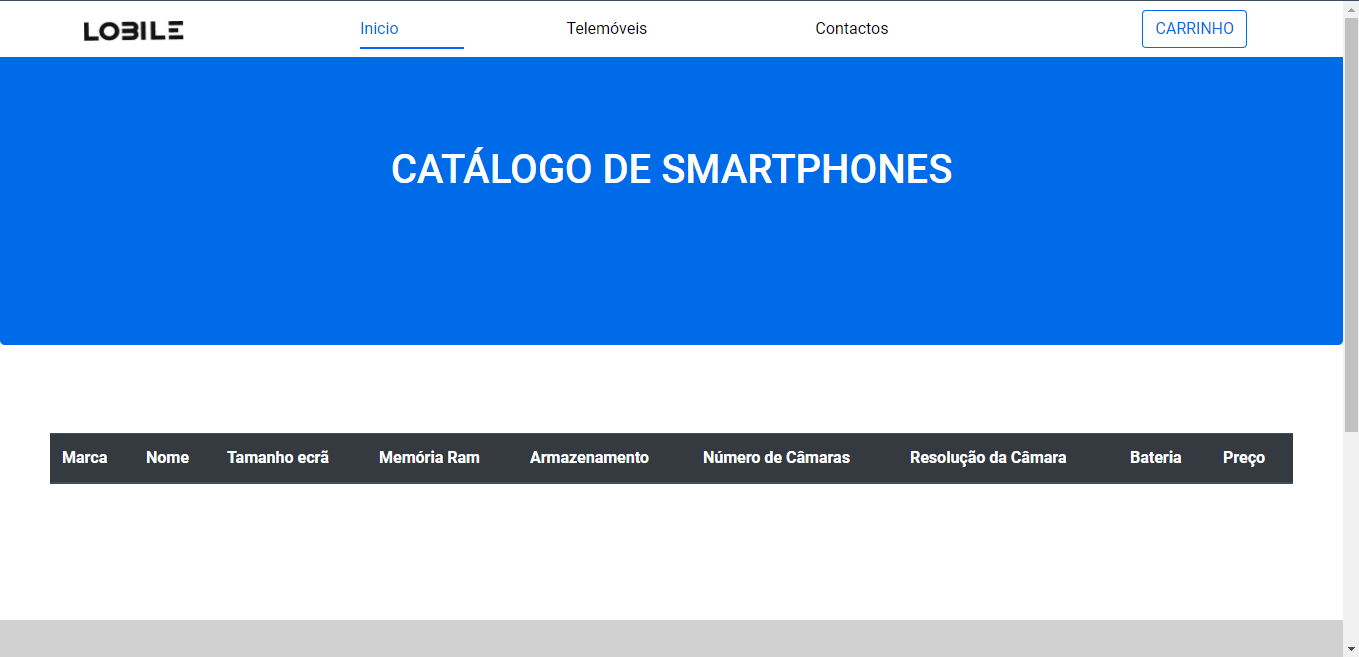 LOBILE Inicio Telemóveis Contactos CARRINHO
CATÁLOGO DE SMARTPHONES
Marca Nome Tamanho ecrã Memória Ram Armazenamento Número de Câmaras Resolução da Câmara Bateria Preço